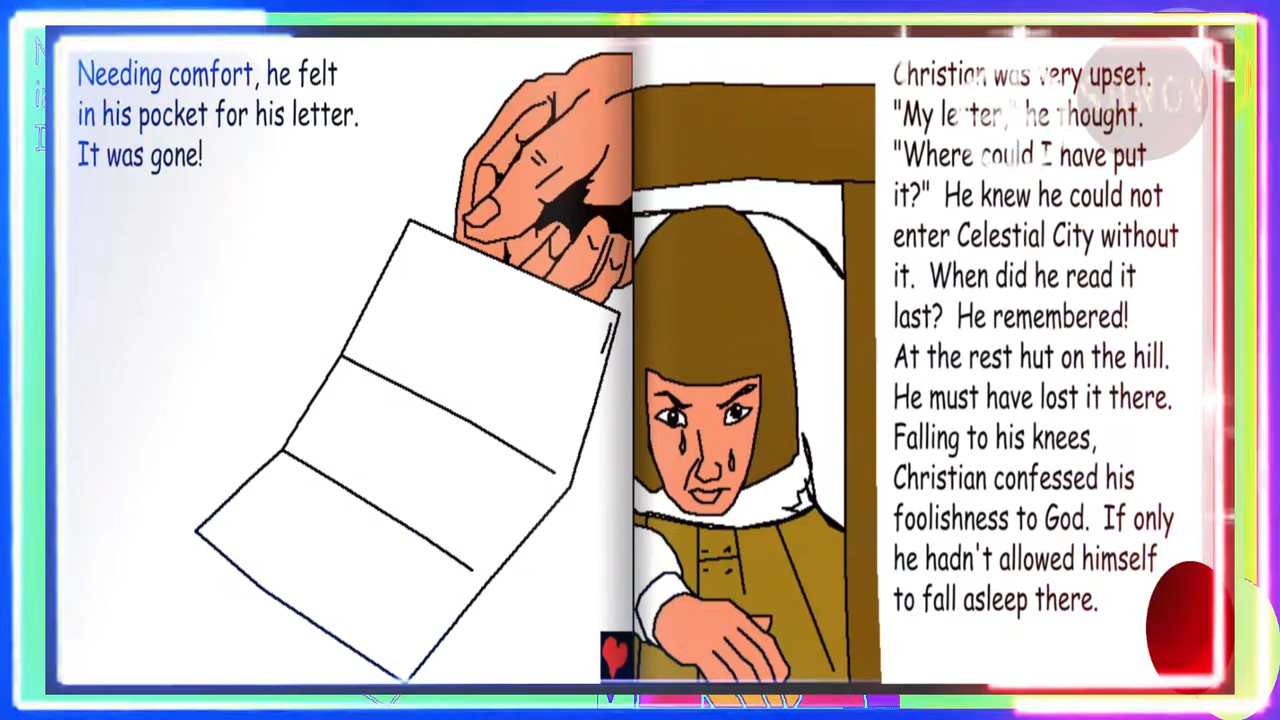 Needing comfort, he felt
in his pocket for his letter.
It was gone!
Christian was very upset.
"My letter," he thought.
"Where could I have put
it?" He knew he could not
enter Celestial City without
it. When did he read it
last? He remembered!
At the rest hut on the hill.
He must have lost it there.
Falling to his knees,
Christian confessed his
foolishness to God. If only
he hadn't allowed himself
to fall asleep there.